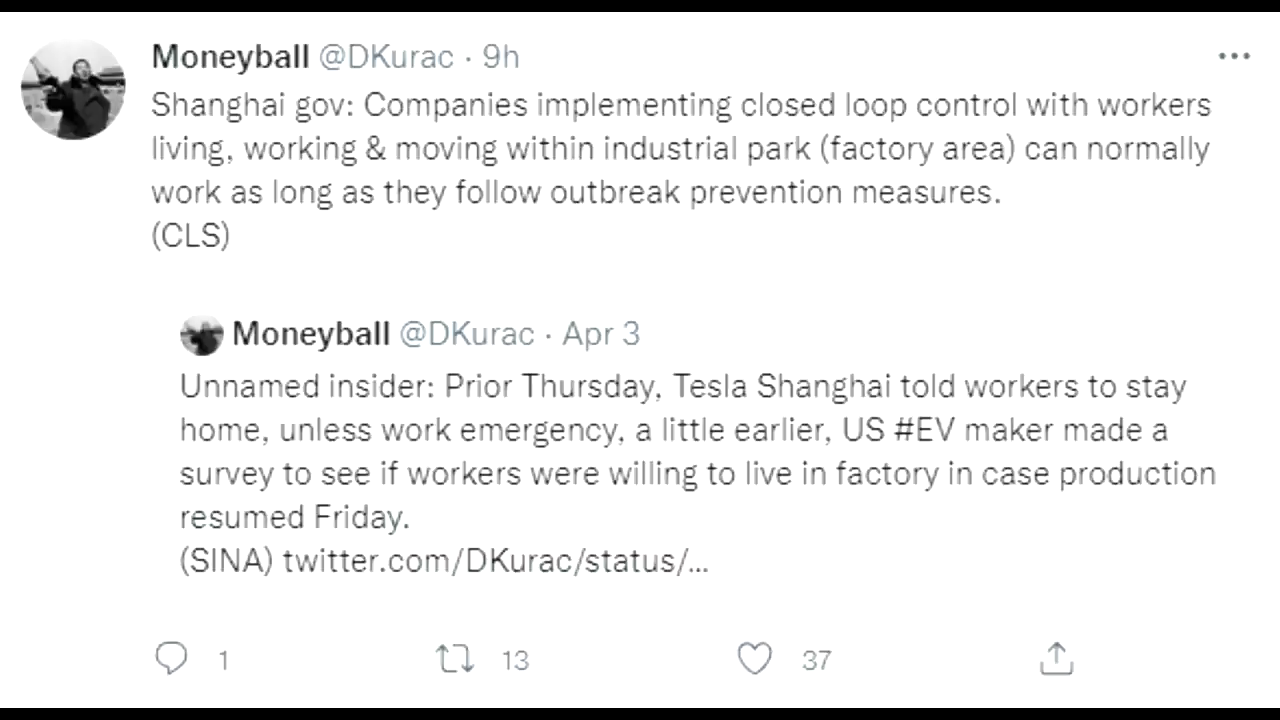 Moneyball @DKurac · 9h
Shanghai gov: Companies implementing closed loop control with workers
living, working & moving within industrial park (factory area) can normally
work as long as they follow outbreak prevention measures.
(CLS)
Moneyball @DKurac · Apr 3
Unnamed insider: Prior Thursday, Tesla Shanghai told workers to stay
home, unless work emergency, a little earlier, US #EV maker made a
survey to see if workers were willing to live in factory in case production
resumed Friday.
(SINA) twitter.com/DKurac/status/...
1 13 37